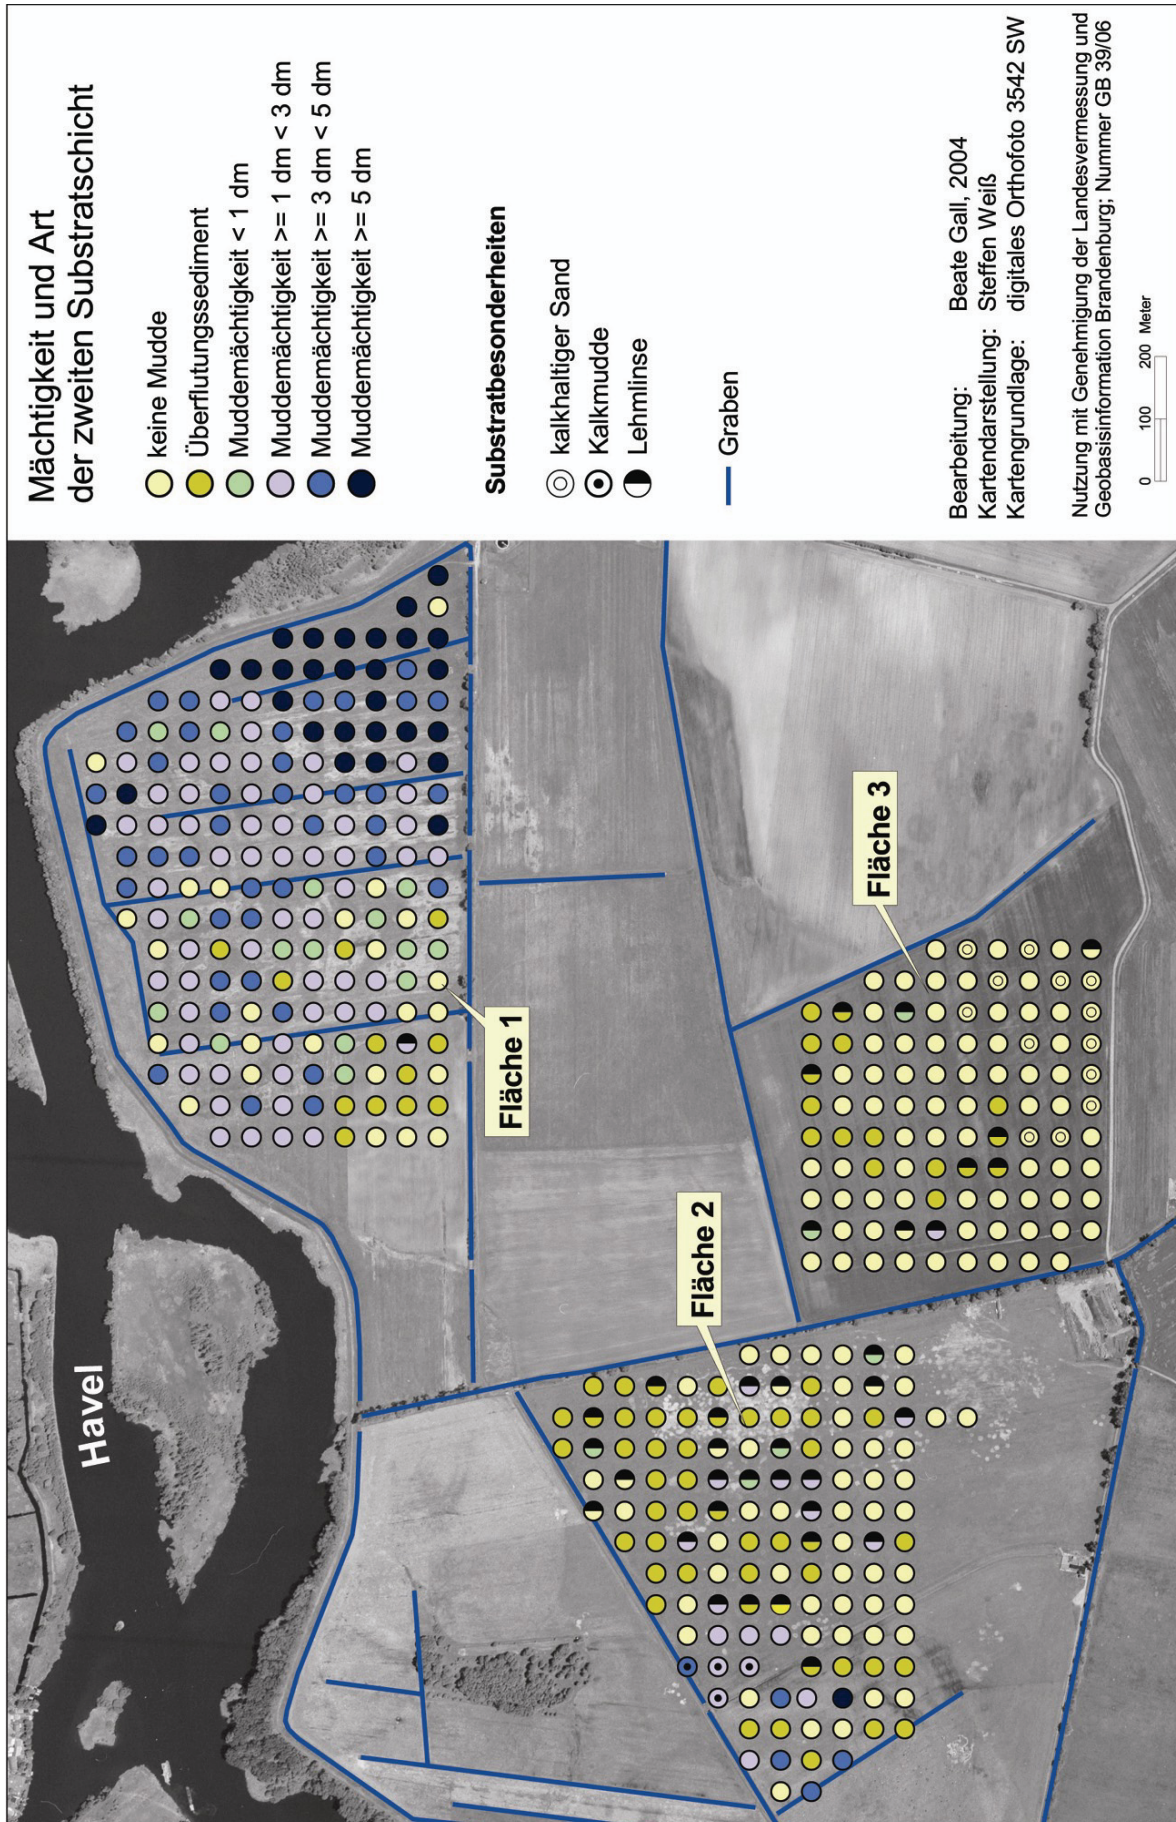 Mächtigkeit und Art
der zweiten Substratschicht
keine Mudde
Überflutungssediment
Muddemächtigkeit < 1 dm
Muddemächtigkeit >= 1 dm < 3 dm
Muddemächtigkeit >= 3 dm < 5 dm
Muddemächtigkeit >= 5 dm
Substratbesonderheiten
kalkhaltiger Sand
Kalkmudde
Lehmlinse
Graben
Bearbeitung: Beate Gall, 2004
Kartendarstellung: Steffen Weiß
Kartengrundlage: digitales Orthofoto 3542 SW
Nutzung mit Genehmigung der Landesvermessung und
Geobasisinformation Brandenburg; Nummer GB 39/06
0 100 200 Meter
Havel
Fläche 1
Fläche 2
Fläche 3